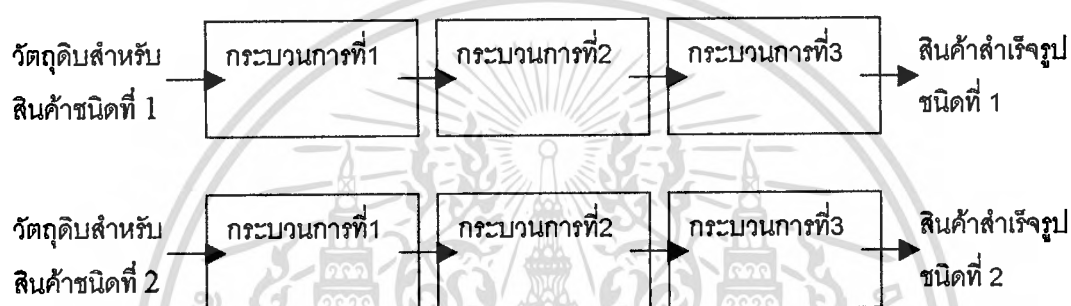 วัตถุดิบสำหรับ
สินค้าชนิดที่ 1
กระบวนการที่1
กระบวนการที่2
กระบวนการที่3
สินค้าสำเร็จรูป
ชนิดที่ 1
วัตถุดิบสำหรับ
สินค้าชนิดที่ 2
กระบวนการที่1
กระบวนการที่2
กระบวนการที่3
สินค้าสำเร็จรูป
ชนิดที่ 2